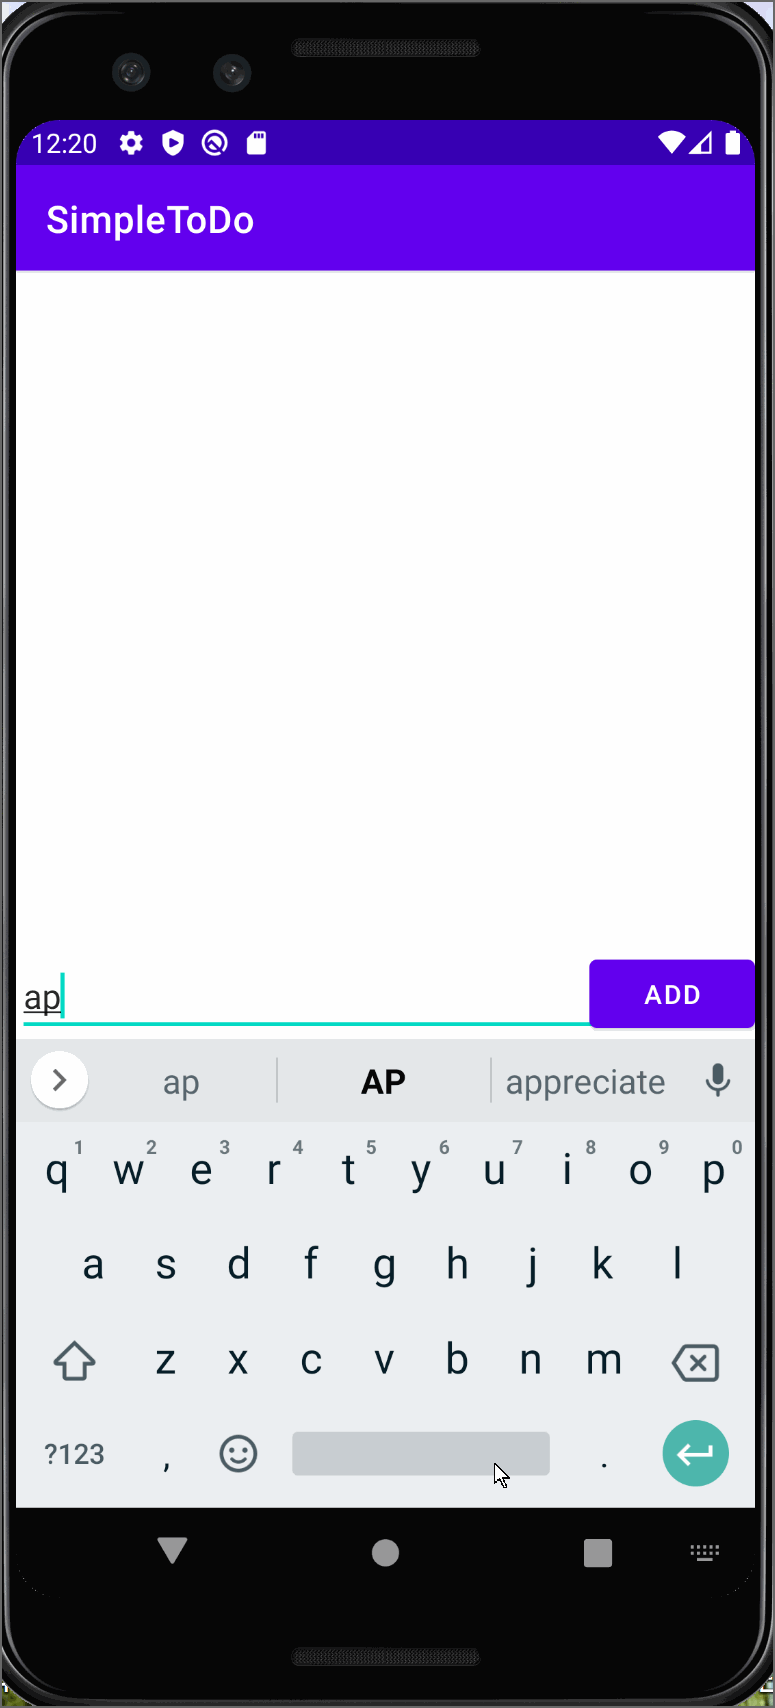 12:20
SimpleToDo
ap
ADD
ap AP appreciate
1 2 3 4 5 6 7 8 9 0
q w e r t y u i o p
a s d f g h j k l
z x c v b n m
?123 , .